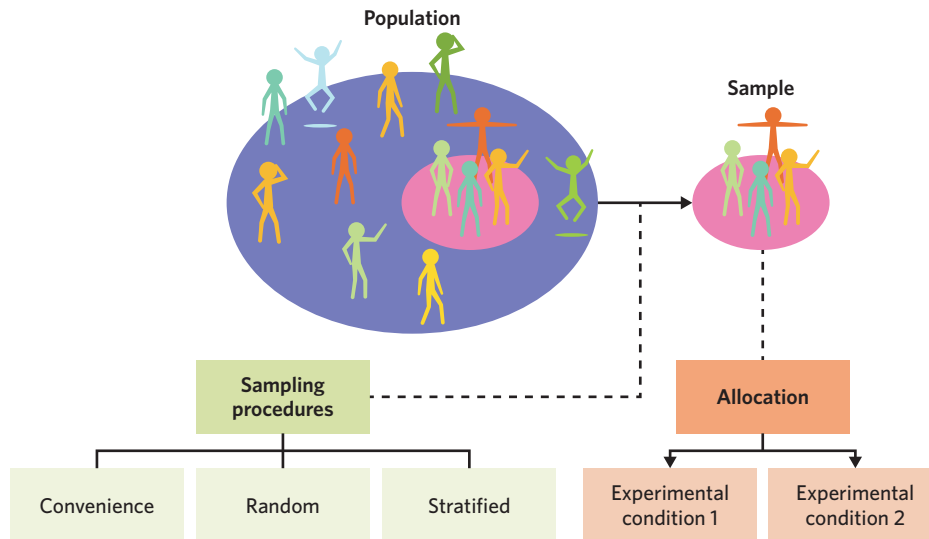 Population
Sample
Sampling
procedures
Allocation
Convenience
Random
Stratified
Experimental
condition 1
Experimental
condition 2